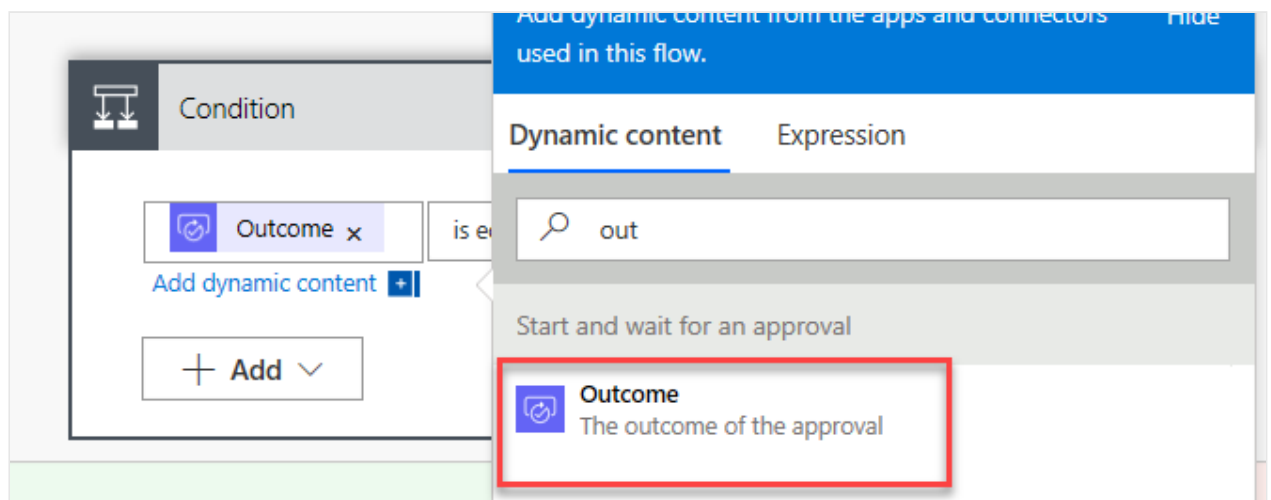 Add dynamic content from the apps and connectors
Hide
used in this flow.
Condition
Dynamic content
Expression
Outcome x
is
out
Add dynamic content
Start and wait for an approval
Add
Outcome
The outcome of the approval